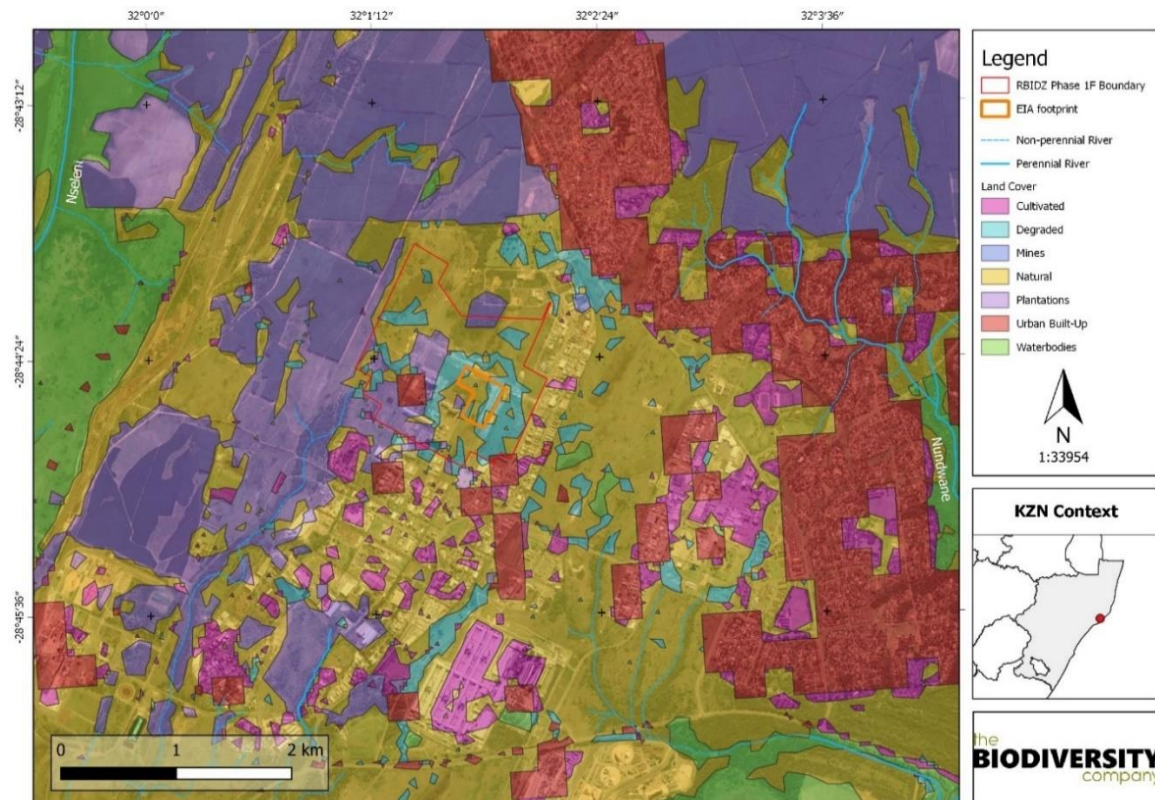 32°0'0"
32°1'12"
32°2'24"
32°3'36"
-28°43'12"
-28°44'24"
-28°45'36"
Nseleni
Nundwane
0 1 2 km
Legend
RBIDZ Phase 1F Boundary
EIA footprint
Non-perennial River
Perennial River
Land Cover
Cultivated
Degraded
Mines
Natural
Plantations
Urban Built-Up
Waterbodies
N
1:33954
KZN Context
the
BIODIVERSITY
company